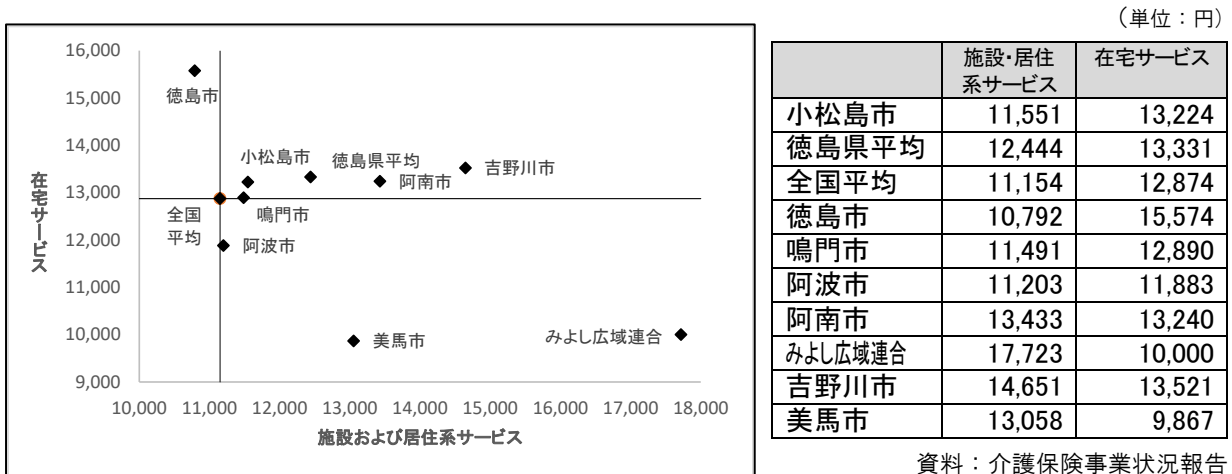 (単位：円)
16,000
15,000
14,000
13,000
12,000
11,000
10,000
9,000
在宅サービス
徳島市
小松島市
徳島県平均
阿南市
吉野川市
全国
平均
鳴門市
阿波市
美馬市
みよし広域連合
10,000 11,000 12,000 13,000 14,000 15,000 16,000 17,000 18,000
施設および居住系サービス
施設・居住
系サービス
在宅サービス
小松島市 11,551 13,224
徳島県平均 12,444 13,331
全国平均 11,154 12,874
徳島市 10,792 15,574
鳴門市 11,491 12,890
阿波市 11,203 11,883
阿南市 13,433 13,240
みよし広域連合 17,723 10,000
吉野川市 14,651 13,521
美馬市 13,058 9,867
資料：介護保険事業状況報告